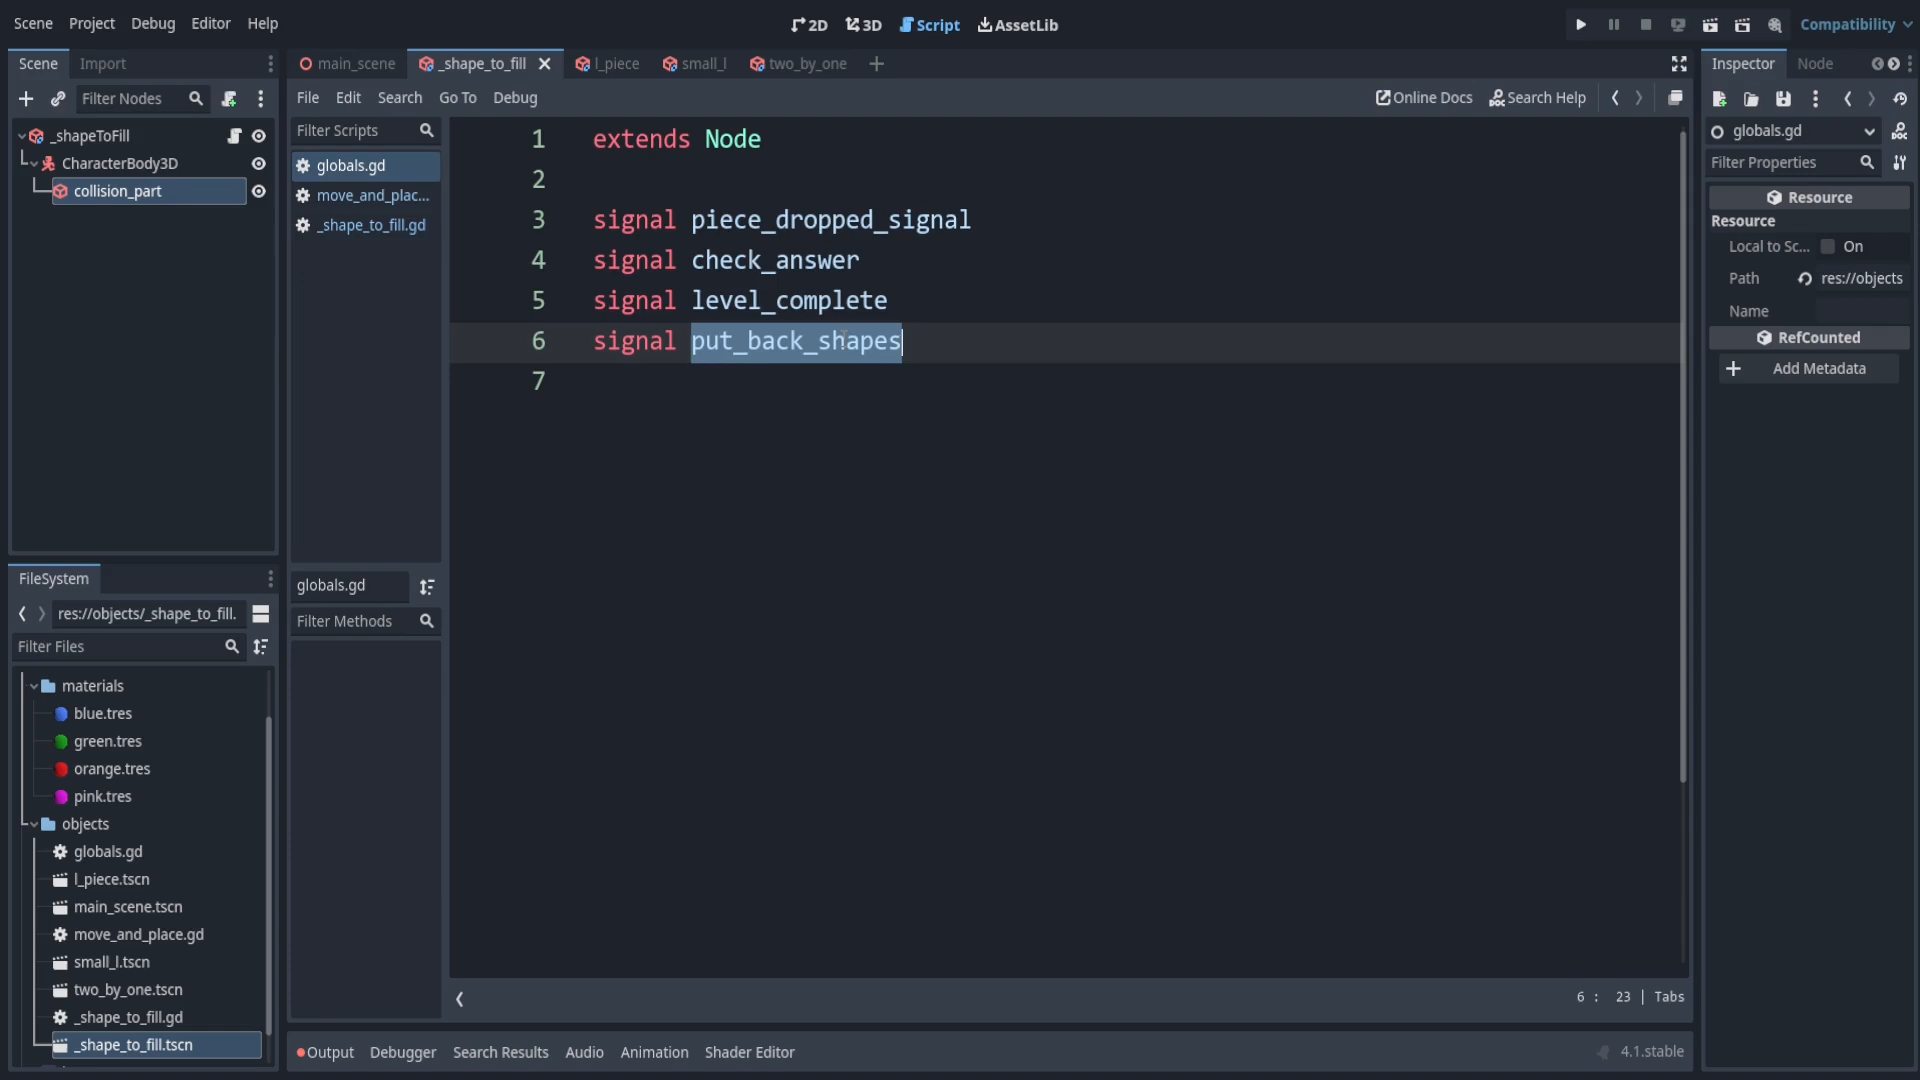 Scene Project Debug Editor Help
2D 3D Script AssetLib
Compatibility
Scene Import
Filter Nodes
_shapeToFill
CharacterBody3D
collision_part
FileSystem
res://objects/_shape_to_fill.
Filter Files
materials
blue.tres
green.tres
orange.tres
pink.tres
objects
globals.gd
l_piece.tscn
main_scene.tscn
move_and_place.gd
small_l.tscn
two_by_one.tscn
_shape_to_fill.gd
_shape_to_fill.tscn
main_scene _shape_to_fill l_piece small_l two_by_one
File Edit Search Go To Debug
Online Docs Search Help
Filter Scripts
globals.gd
move_and_plac...
_shape_to_fill.gd
globals.gd
Filter Methods
1 extends Node
2
3 signal piece_dropped_signal
4 signal check_answer
5 signal level_complete
6 signal put_back_shapes
7
6 : 23 | Tabs
Output Debugger Search Results Audio Animation Shader Editor
4.1.stable
Inspector Node
globals.gd
Filter Properties
Resource
Resource
Local to Sc... On
Path res://objects
Name
RefCounted
Add Metadata